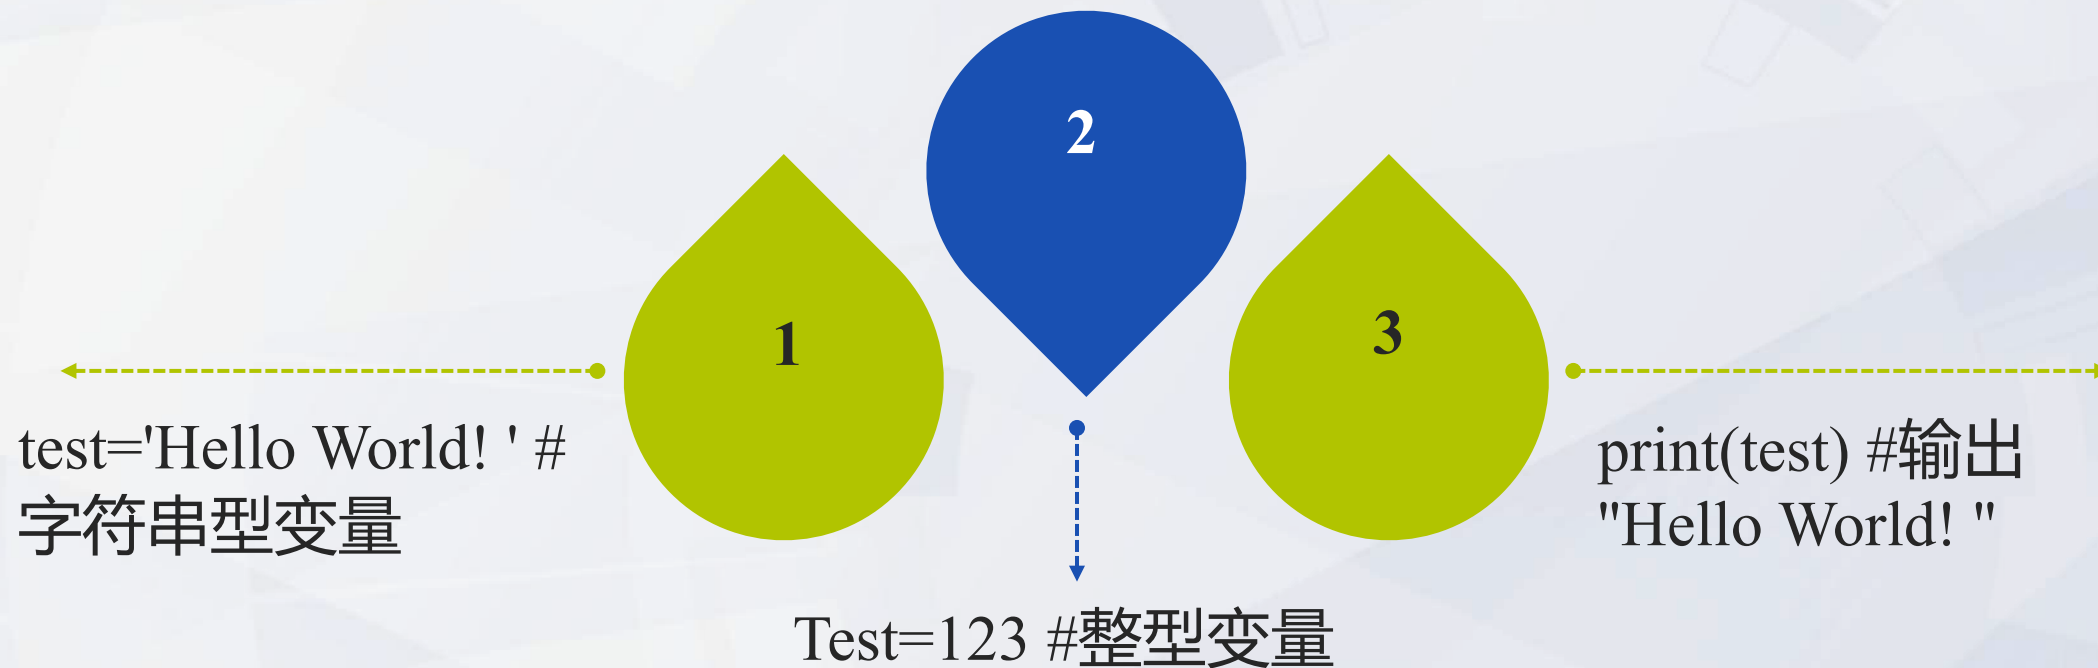 1
test='Hello World! ' #
字符串型变量
2
Test=123 #整型变量
3
print(test) #输出
"Hello World! "